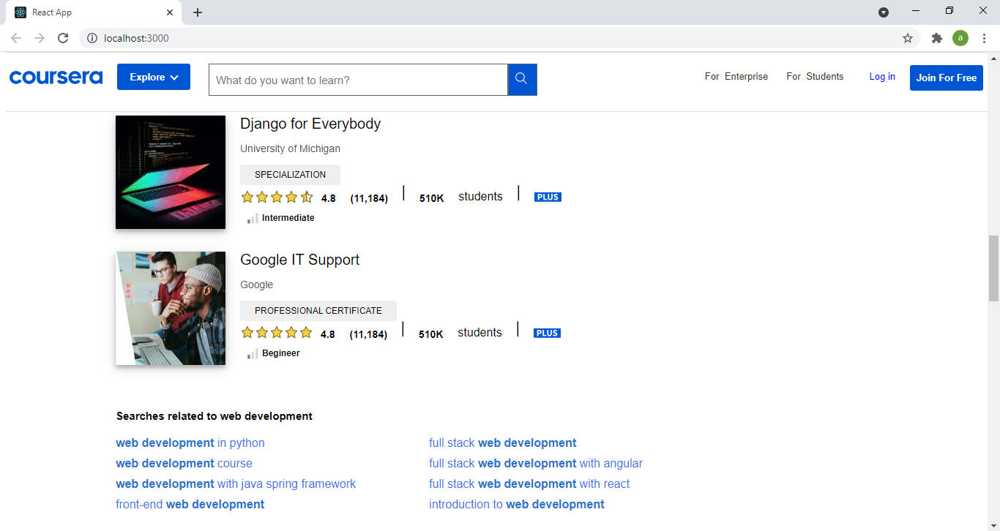 React App
localhost:3000
coursera
Explore
What do you want to learn?
For Enterprise
For Students
Log in
Join For Free
DJANGO
Django for Everybody
University of Michigan
SPECIALIZATION
4.8 (11,184) 510K students PLUS
Intermediate
Google IT Support
Google
PROFESSIONAL CERTIFICATE
4.8 (11,184) 510K students PLUS
Begineer
Searches related to web development
web development in python
web development course
web development with java spring framework
front-end web development
full stack web development
full stack web development with angular
full stack web development with react
introduction to web development
a